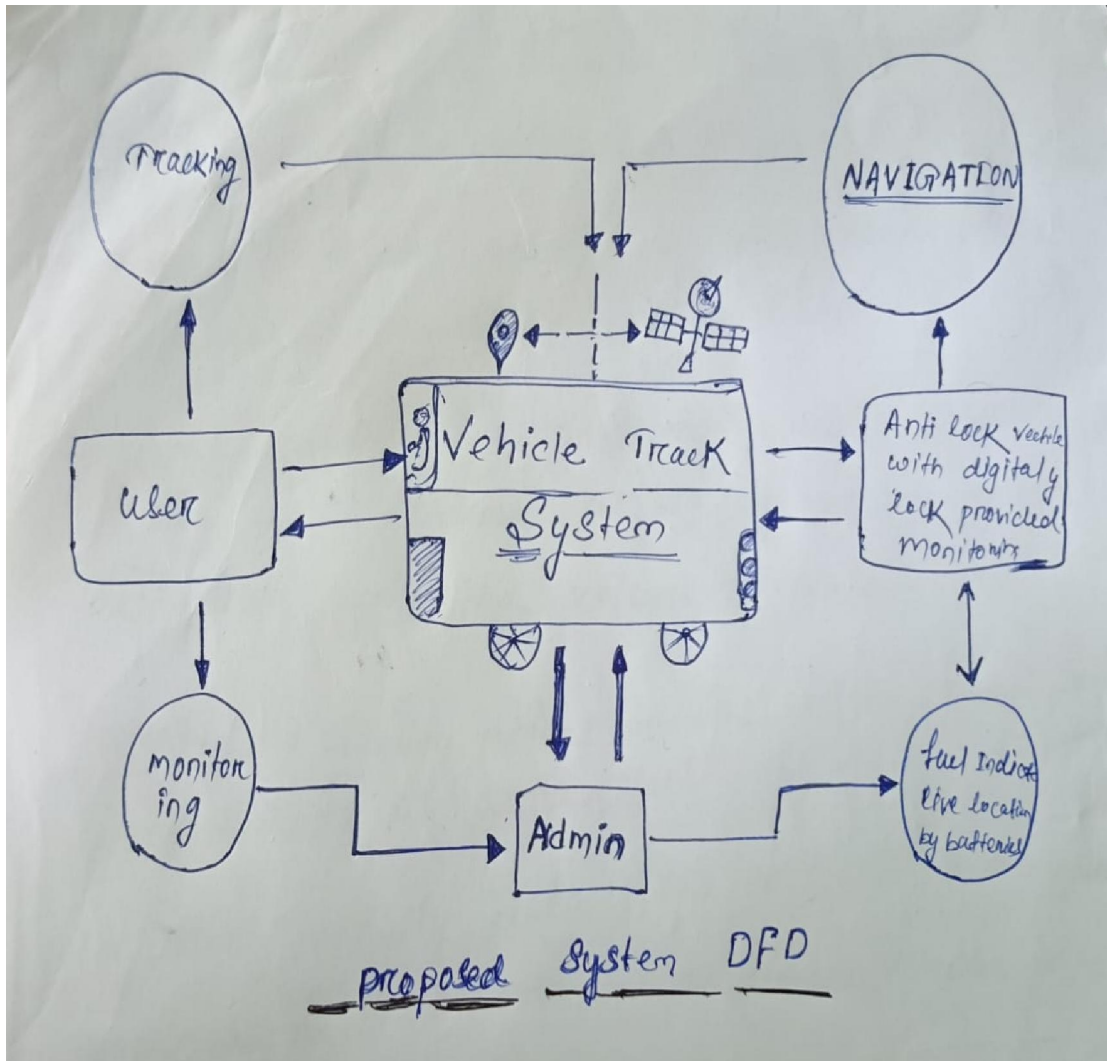 Tracking
NAVIGATION
Vehicle Track
System
User
Anti lock vechile
with digitaly
lock provided
monitoring
monitor
ing
Admin
fuel Indicate
live location
by batteries
proposed system DFD